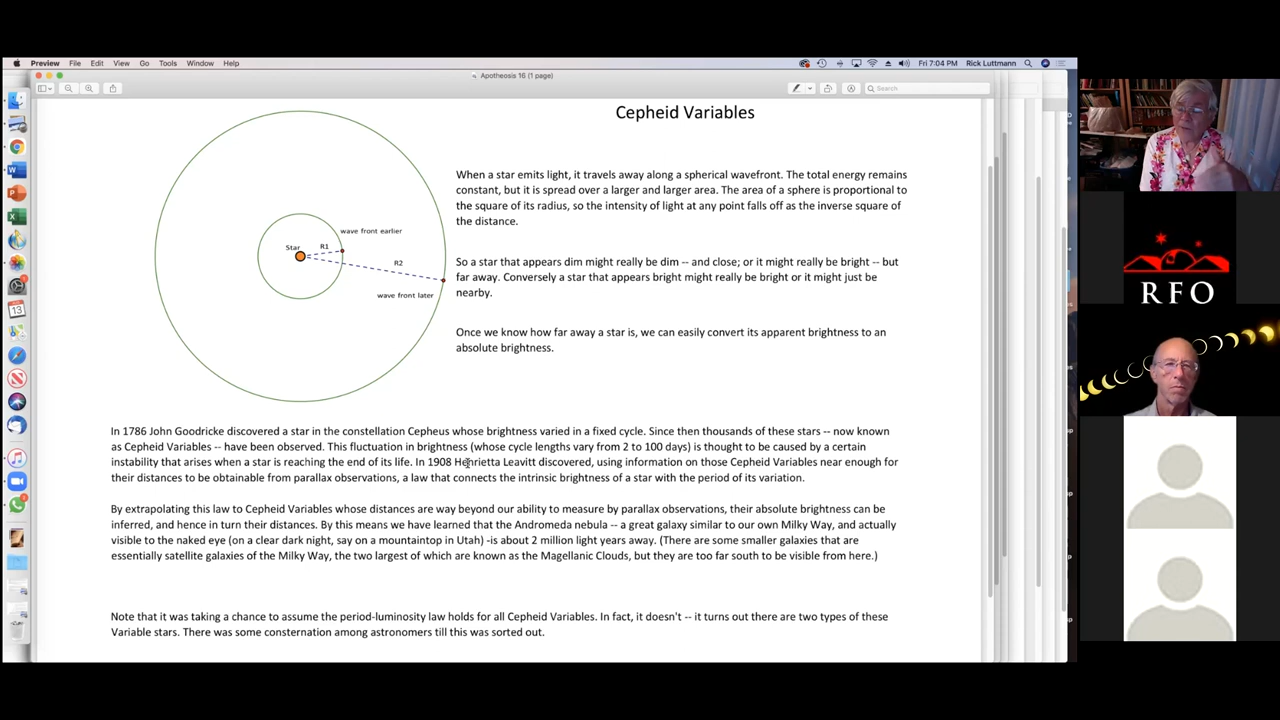 Preview File Edit View Go Tools Window Help Fri 7:04 PM Rick Luttmann
Apotheosis 16 (1 page)
Search
Cepheid Variables
When a star emits light, it travels away along a spherical wavefront. The total energy remains
constant, but it is spread over a larger and larger area. The area of a sphere is proportional to
the square of its radius, so the intensity of light at any point falls off as the inverse square of
the distance.
wave front earlier
Star
R1
R2
wave front later
So a star that appears dim might really be dim -- and close; or it might really be bright -- but
far away. Conversely a star that appears bright might really be bright or it might just be
nearby.
Once we know how far away a star is, we can easily convert its apparent brightness to an
absolute brightness.
In 1786 John Goodricke discovered a star in the constellation Cepheus whose brightness varied in a fixed cycle. Since then thousands of these stars -- now known
as Cepheid Variables -- have been observed. This fluctuation in brightness (whose cycle lengths vary from 2 to 100 days) is thought to be caused by a certain
instability that arises when a star is reaching the end of its life. In 1908 Henrietta Leavitt discovered, using information on those Cepheid Variables near enough for
their distances to be obtainable from parallax observations, a law that connects the intrinsic brightness of a star with the period of its variation.
By extrapolating this law to Cepheid Variables whose distances are way beyond our ability to measure by parallax observations, their absolute brightness can be
inferred, and hence in turn their distances. By this means we have learned that the Andromeda nebula -- a great galaxy similar to our own Milky Way, and actually
visible to the naked eye (on a clear dark night, say on a mountaintop in Utah) -is about 2 million light years away. (There are some smaller galaxies that are
essentially satellite galaxies of the Milky Way, the two largest of which are known as the Magellanic Clouds, but they are too far south to be visible from here.)
Note that it was taking a chance to assume the period-luminosity law holds for all Cepheid Variables. In fact, it doesn't -- it turns out there are two types of these
Variable stars. There was some consternation among astronomers till this was sorted out.
RFO
13